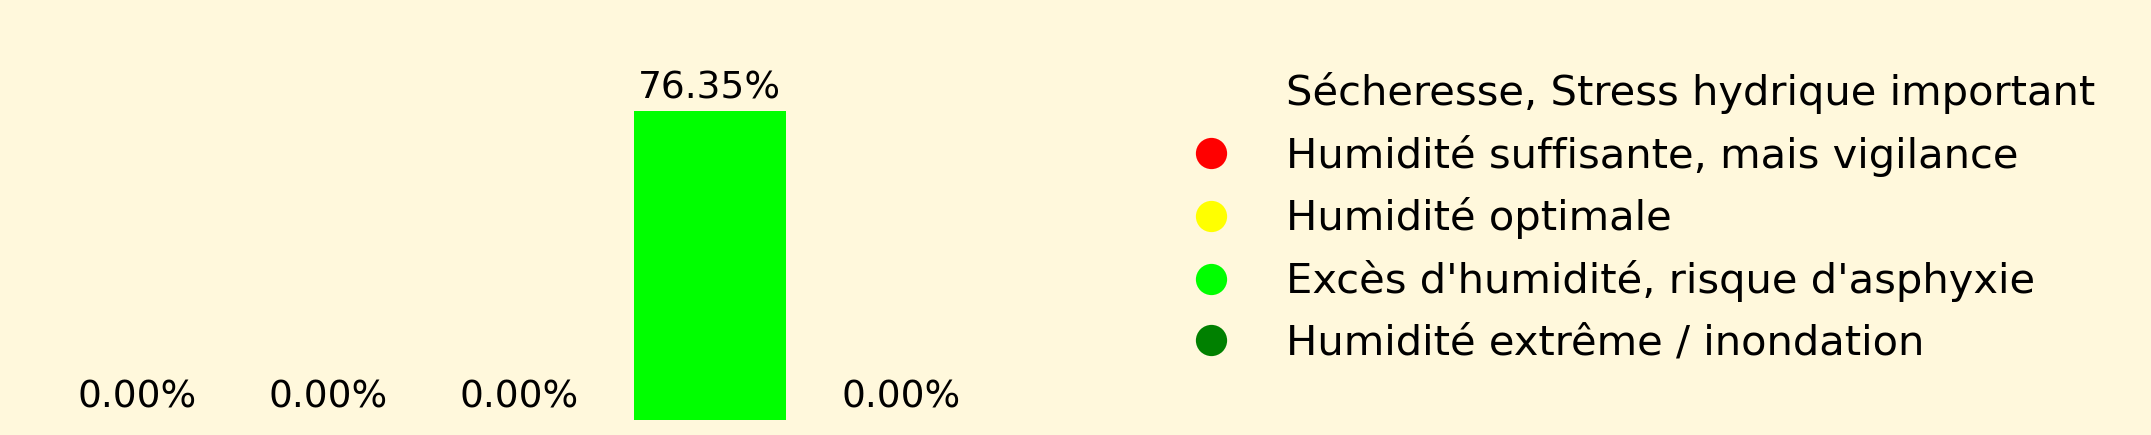 76.35%
0.00%
0.00%
0.00%
0.00%
Sécheresse, Stress hydrique important
Humidité suffisante, mais vigilance
Humidité optimale
Excès d'humidité, risque d'asphyxie
Humidité extrême / inondation